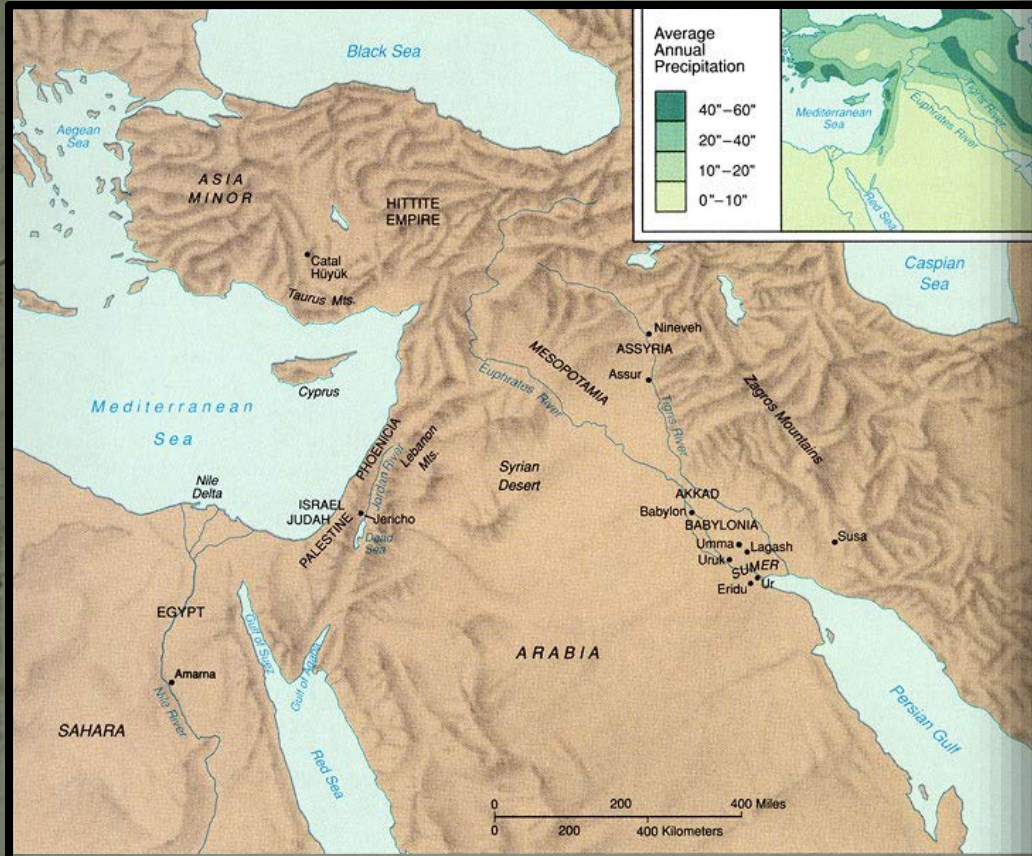 Black Sea
Average
Annual
Precipitation
40"–60"
20"–40"
10"–20"
0"–10"
Mediterranean
Sea
Tigris River
Euphrates River
Red Sea
Aegean
Sea
ASIA
MINOR
HITTITE
EMPIRE
Catal
Hüyük
Taurus Mts.
Caspian
Sea
Nineveh
ASSYRIA
MESOPOTAMIA
Assur
Euphrates River
Tigris River
Zagros Mountains
Cyprus
Mediterranean
Sea
PHOENICIA
Lebanon
Mts.
Jordan River
Syrian
Desert
Nile
Delta
ISRAEL
JUDAH
Jericho
PALESTINE
Dead
Sea
AKKAD
Babylon
BABYLONIA
Umma
Lagash
Susa
Uruk
SUMER
Ur
Eridu
EGYPT
Gulf of Suez
Gulf of Aqaba
ARABIA
Amarna
Nile River
SAHARA
Red Sea
Persian Gulf
0 200 400 Miles
0 200 400 Kilometers